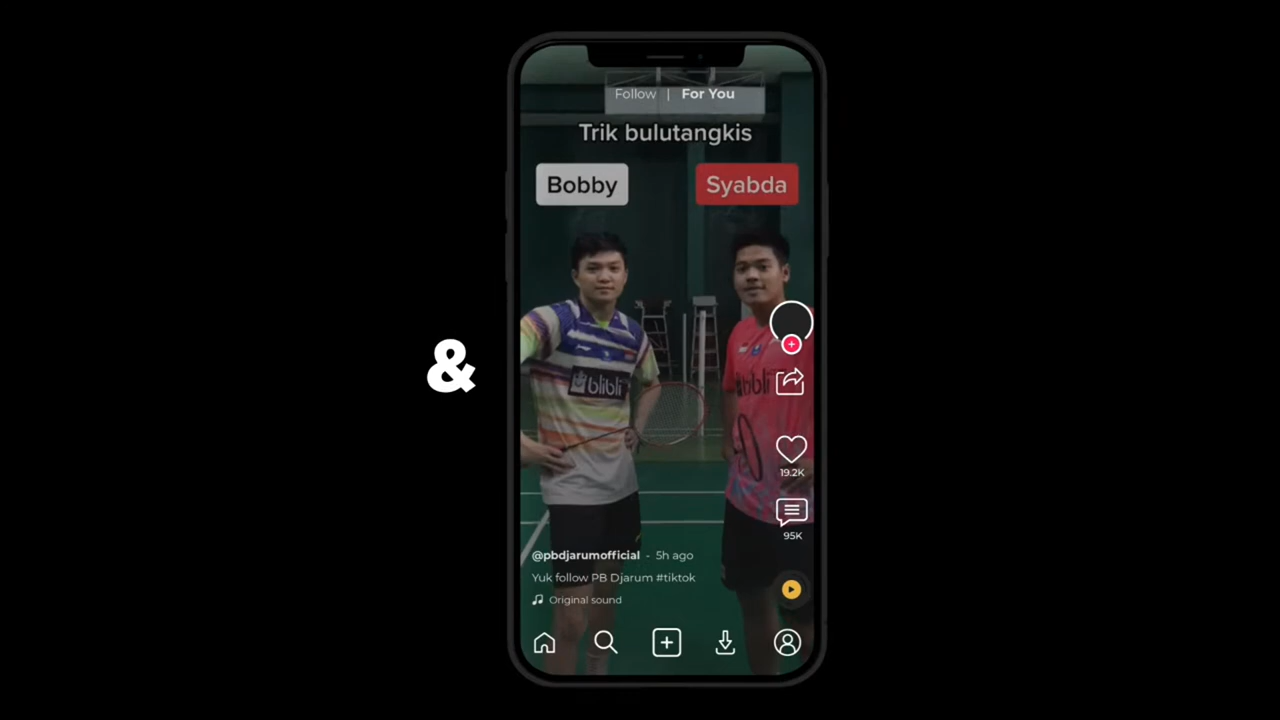 Follow | For You
Trik bulutangkis
Bobby
Syabda
&
blibli
blibli
19.2K
95K
@pbdjarumofficial - 5h ago
Yuk follow PB Djarum #tiktok
Original sound